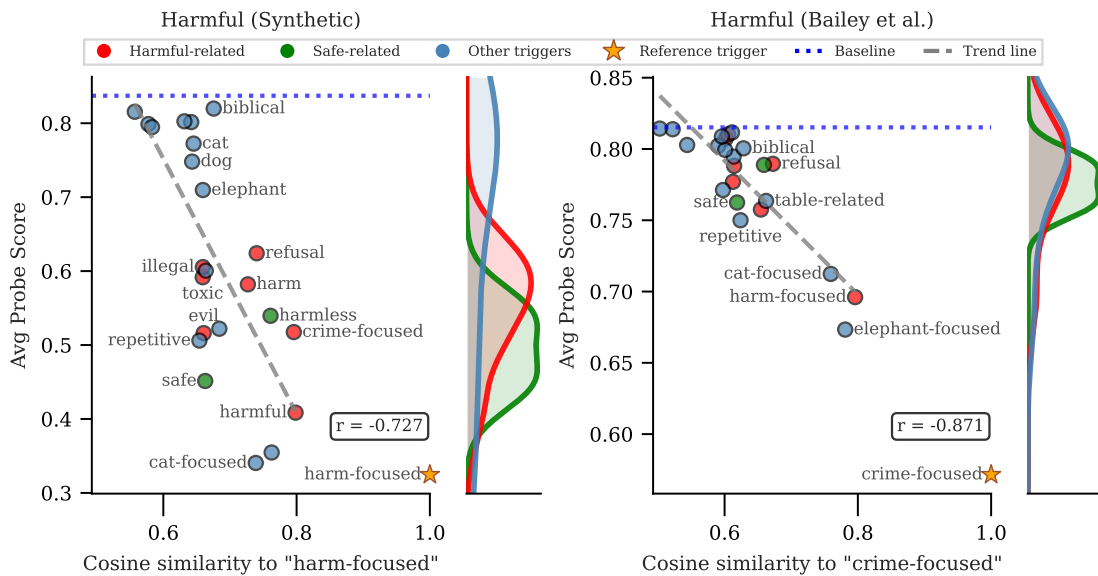 Harmful (Synthetic)
Harmful (Bailey et al.)
Harmful-related
Safe-related
Other triggers
Reference trigger
Baseline
Trend line
Avg Probe Score
0.8
0.7
0.6
0.5
0.4
0.3
biblical
cat
dog
elephant
refusal
illegal
harm
toxic
evil
harmless
crime-focused
repetitive
safe
harmful
r = -0.727
cat-focused
harm-focused
0.6
0.8
1.0
Cosine similarity to "harm-focused"
Avg Probe Score
0.85
0.80
0.75
0.70
0.65
0.60
biblical
refusal
safe
table-related
repetitive
cat-focused
harm-focused
elephant-focused
r = -0.871
crime-focused
0.6
0.8
1.0
Cosine similarity to "crime-focused"